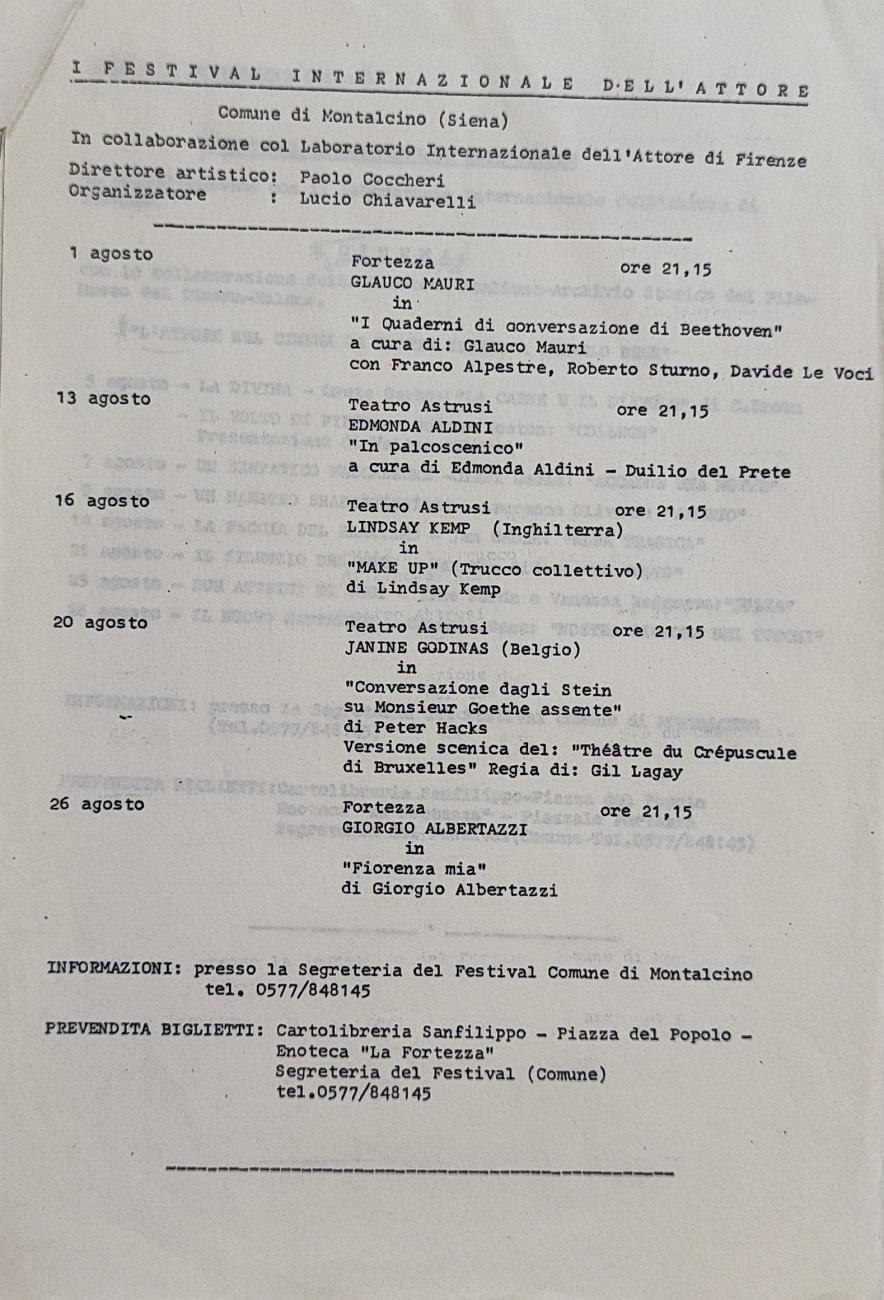 I FESTIVAL INTERNAZIONALE DELL'ATTORE
Comune di Montalcino (Siena)
In collaborazione col Laboratorio Internazionale dell'Attore di Firenze
Direttore artistico: Paolo Coccheri
Organizzatore : Lucio Chiavarelli
1 agosto Fortezza ore 21,15
GLAUCO MAURI
in
"I Quaderni di conversazione di Beethoven"
a cura di: Glauco Mauri
con Franco Alpestre, Roberto Sturno, Davide Le Voci
13 agosto Teatro Astrusi ore 21,15
EDMONDA ALDINI
"In palcoscenico"
a cura di Edmonda Aldini - Duilio del Prete
16 agosto Teatro Astrusi ore 21,15
LINDSAY KEMP (Inghilterra)
in
"MAKE UP" (Trucco collettivo)
di Lindsay Kemp
20 agosto Teatro Astrusi ore 21,15
JANINE GODINAS (Belgio)
in
"Conversazione dagli Stein
su Monsieur Goethe assente"
di Peter Hacks
Versione scenica del: "Théâtre du Crépuscule
di Bruxelles" Regia di: Gil Lagay
26 agosto Fortezza ore 21,15
GIORGIO ALBERTAZZI
in
"Fiorenza mia"
di Giorgio Albertazzi
INFORMAZIONI: presso la Segreteria del Festival Comune di Montalcino
tel. 0577/848145
PREVENDITA BIGLIETTI: Cartolibreria Sanfilippo - Piazza del Popolo -
Enoteca "La Fortezza"
Segreteria del Festival (Comune)
tel.0577/848145